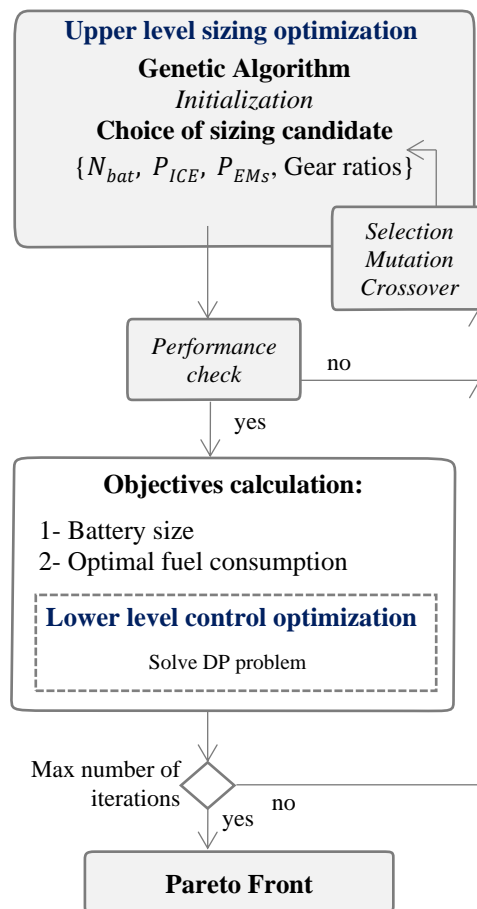 Upper level sizing optimization
Genetic Algorithm
Initialization
Choice of sizing candidate
{N_bat, P_ICE, P_EMs, Gear ratios}
Selection
Mutation
Crossover
Performance
check
no
yes
Objectives calculation:
1- Battery size
2- Optimal fuel consumption
Lower level control optimization
Solve DP problem
Max number of
iterations
no
yes
Pareto Front